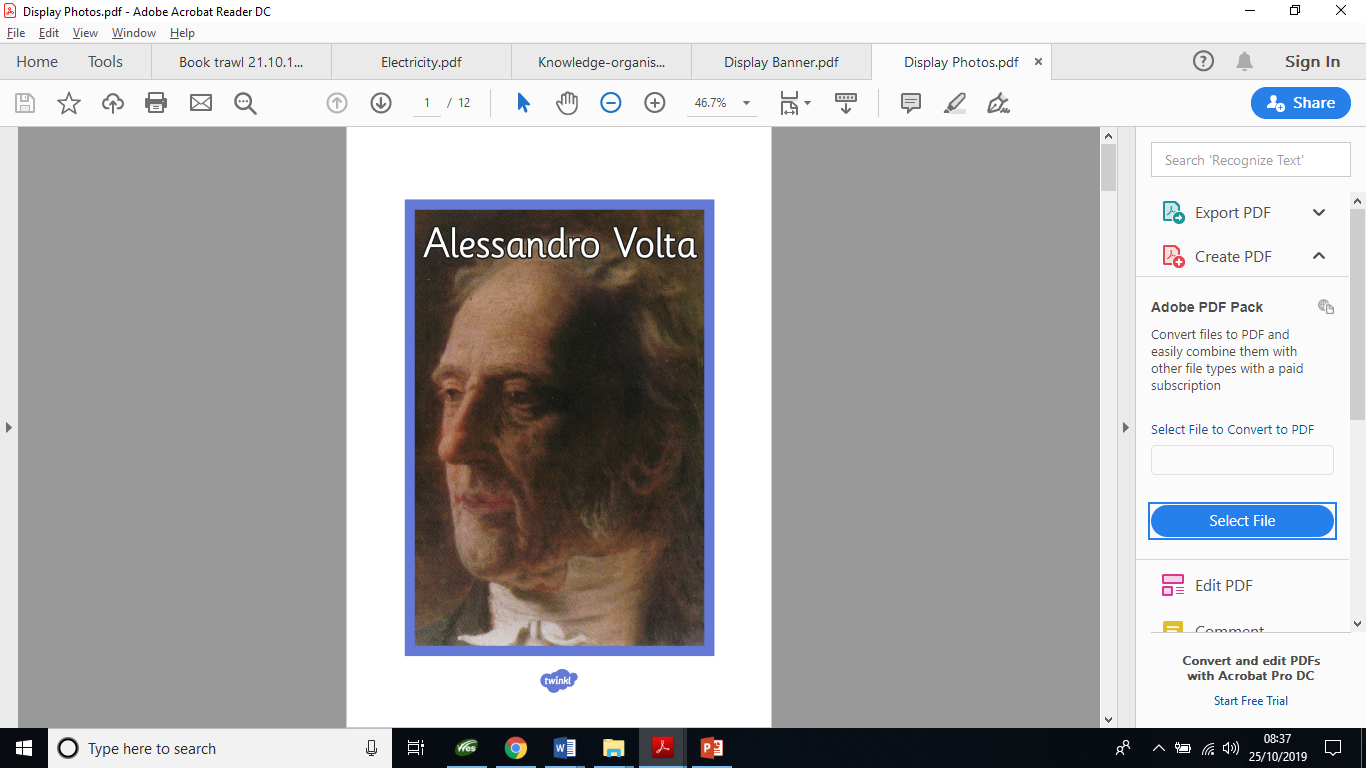 Display Photos.pdf - Adobe Acrobat Reader DC
File Edit View Window Help
Home Tools Book trawl 21.10.1... Electricity.pdf Knowledge-organis... Display Banner.pdf Display Photos.pdf Sign In
1 / 12 46.7% Share
Search 'Recognize Text'
Export PDF
Create PDF
Adobe PDF Pack
Convert files to PDF and
easily combine them with
other file types with a paid
subscription
Select File to Convert to PDF
Select File
Edit PDF
Comment
Convert and edit PDFs
with Acrobat Pro DC
Start Free Trial
Alessandro Volta
twinkl
Type here to search
08:37
25/10/2019